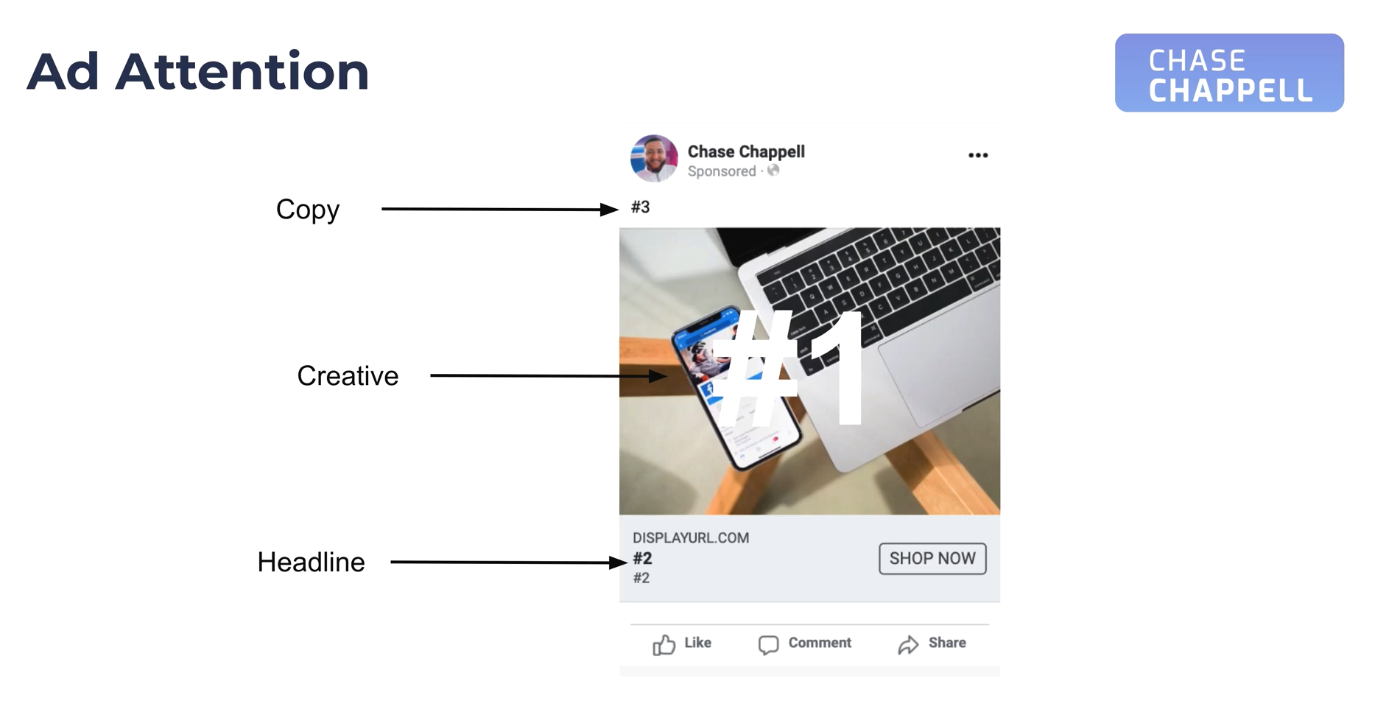 Ad Attention
CHASE
CHAPPELL
Chase Chappell
Sponsored ·
Copy
#3
#1
Creative
DISPLAYURL.COM
Headline
#2
#2
SHOP NOW
Like
Comment
Share